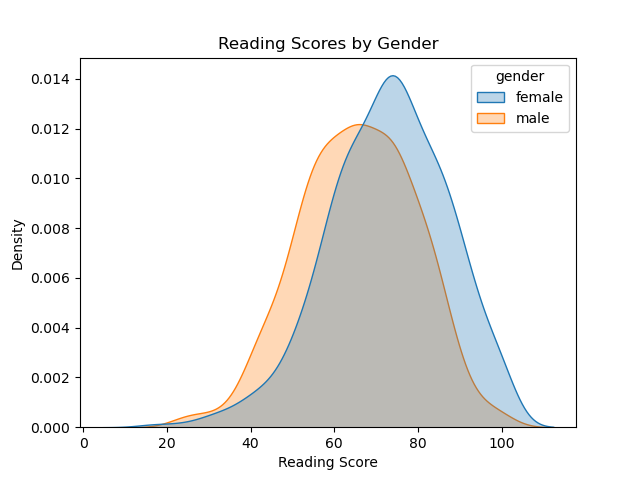 Reading Scores by Gender
gender
female
male
0.014
0.012
0.010
0.008
0.006
0.004
0.002
0.000
Density
0 20 40 60 80 100
Reading Score